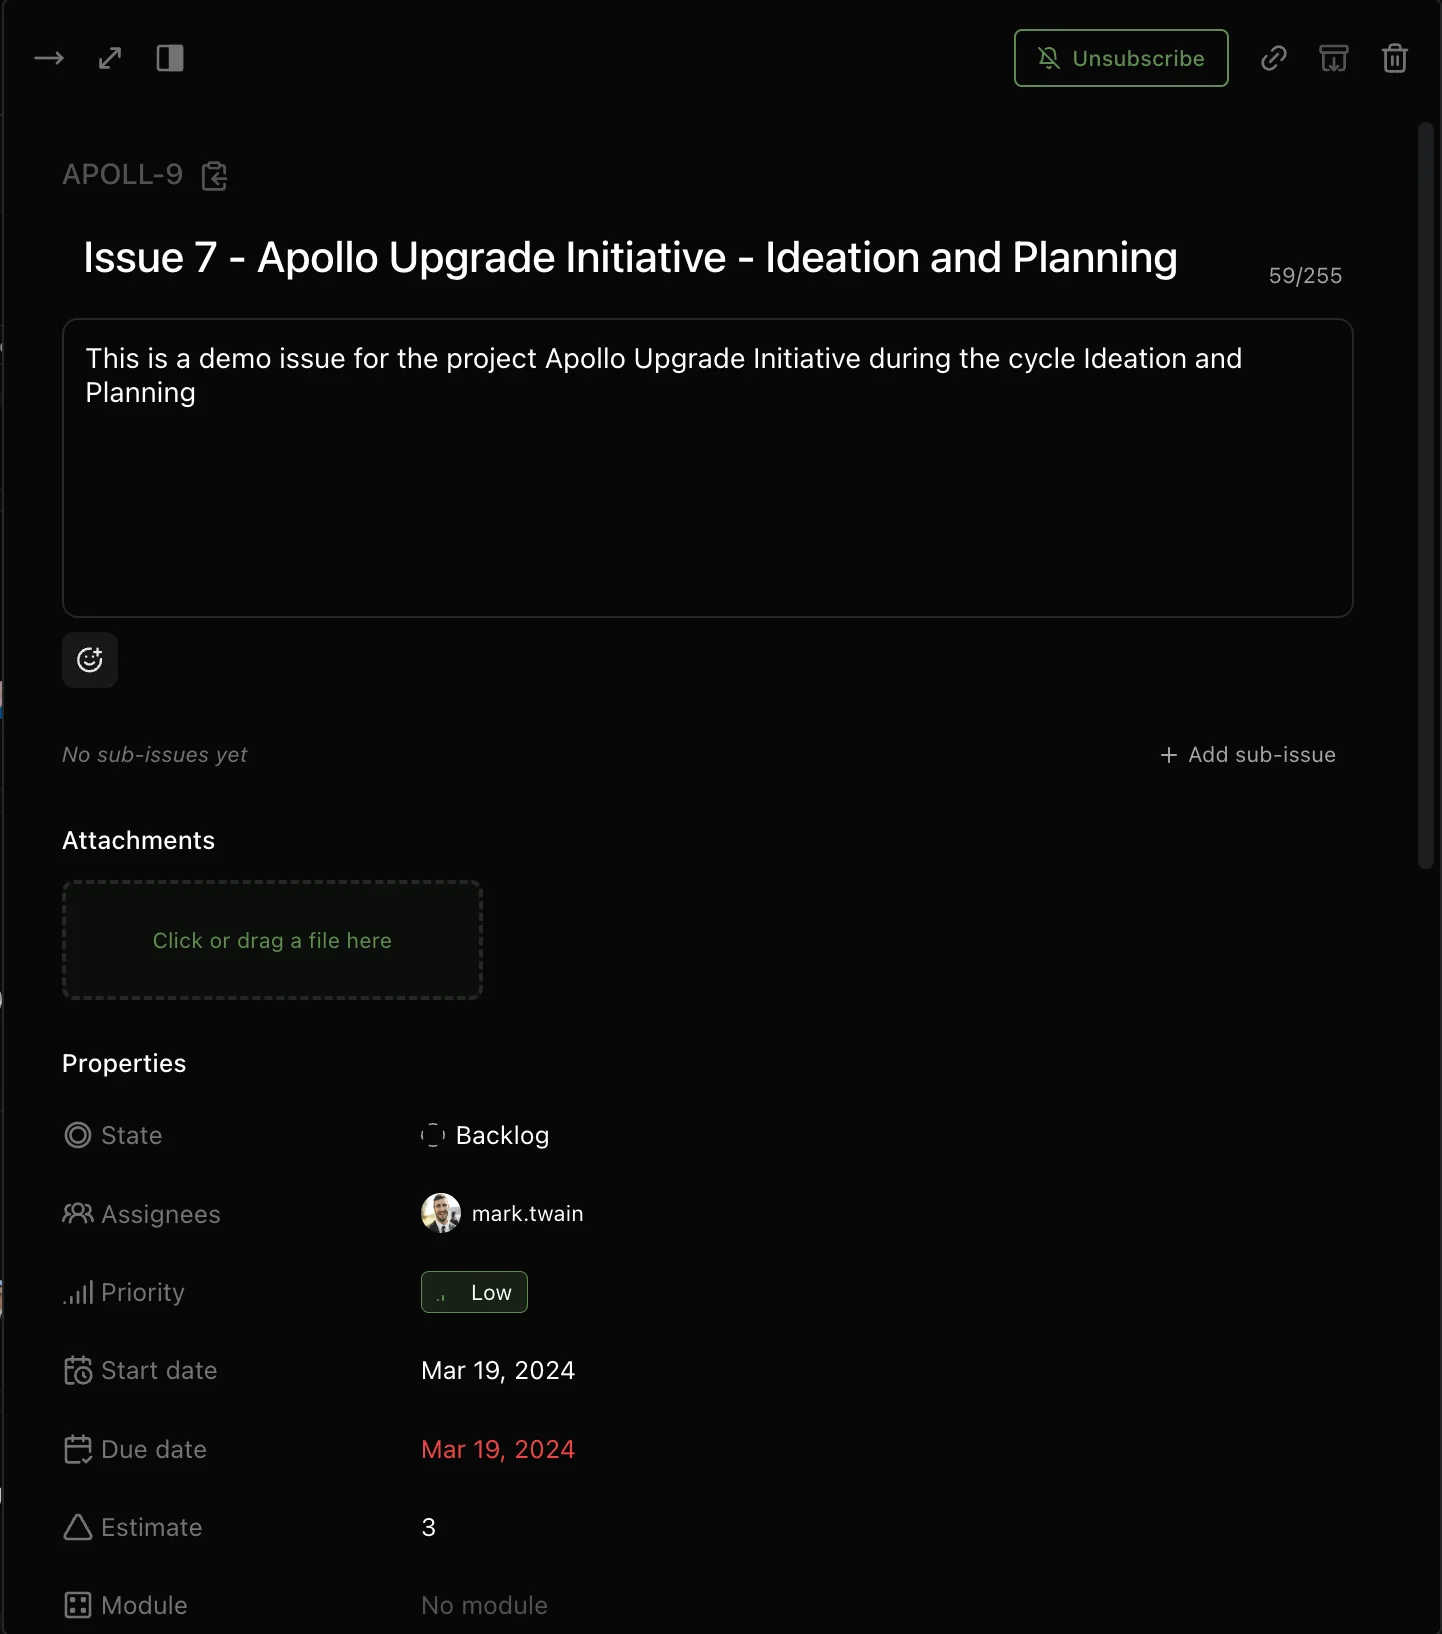 Unsubscribe
APOLL-9
Issue 7 - Apollo Upgrade Initiative - Ideation and Planning
59/255
This is a demo issue for the project Apollo Upgrade Initiative during the cycle Ideation and
Planning
No sub-issues yet
Add sub-issue
Attachments
Click or drag a file here
Properties
State
Backlog
Assignees
mark.twain
Priority
Low
Start date
Mar 19, 2024
Due date
Mar 19, 2024
Estimate
3
Module
No module